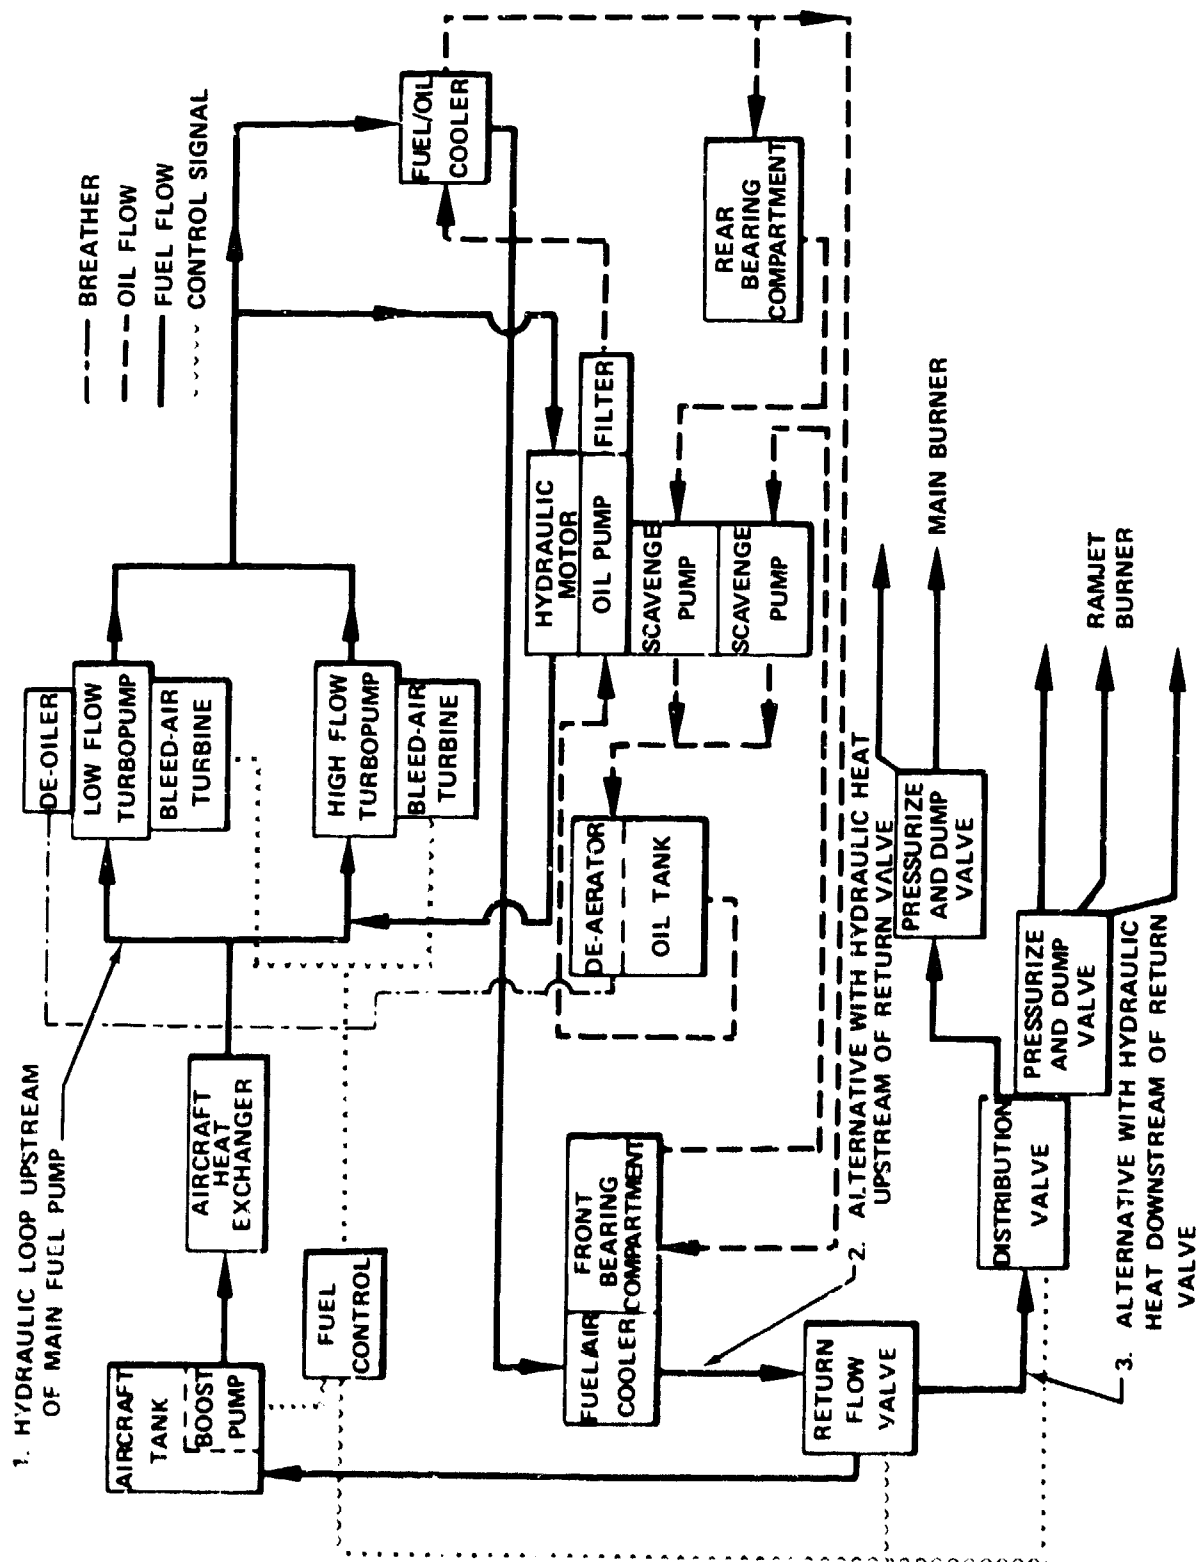 1. HYDRAULIC LOOP UPSTREAM
OF MAIN FUEL PUMP
BREATHER
OIL FLOW
FUEL FLOW
CONTROL SIGNAL
AIRCRAFT
TANK
BOOST
PUMP
AIRCRAFT
HEAT
EXCHANGER
FUEL
CONTROL
DE-OILER
LOW FLOW
TURBOPUMP
BLEED-AIR
TURBINE
HIGH FLOW
TURBOPUMP
BLEED-AIR
TURBINE
FUEL/OIL
COOLER
HYDRAULIC
MOTOR
OIL PUMP
FILTER
SCAVENGE
PUMP
SCAVENGE
PUMP
REAR
BEARING
COMPARTMENT
DE-AERATOR
OIL TANK
FUEL/AIR
COOLER
FRONT
BEARING
COMPARTMENT
2. ALTERNATIVE WITH HYDRAULIC HEAT
UPSTREAM OF RETURN VALVE
RETURN
FLOW
VALVE
DISTRIBUTION
VALVE
PRESSURIZE
AND DUMP
VALVE
MAIN BURNER
PRESSURIZE
AND DUMP
VALVE
RAMJET
BURNER
3. ALTERNATIVE WITH HYDRAULIC
HEAT DOWNSTREAM OF RETURN
VALVE